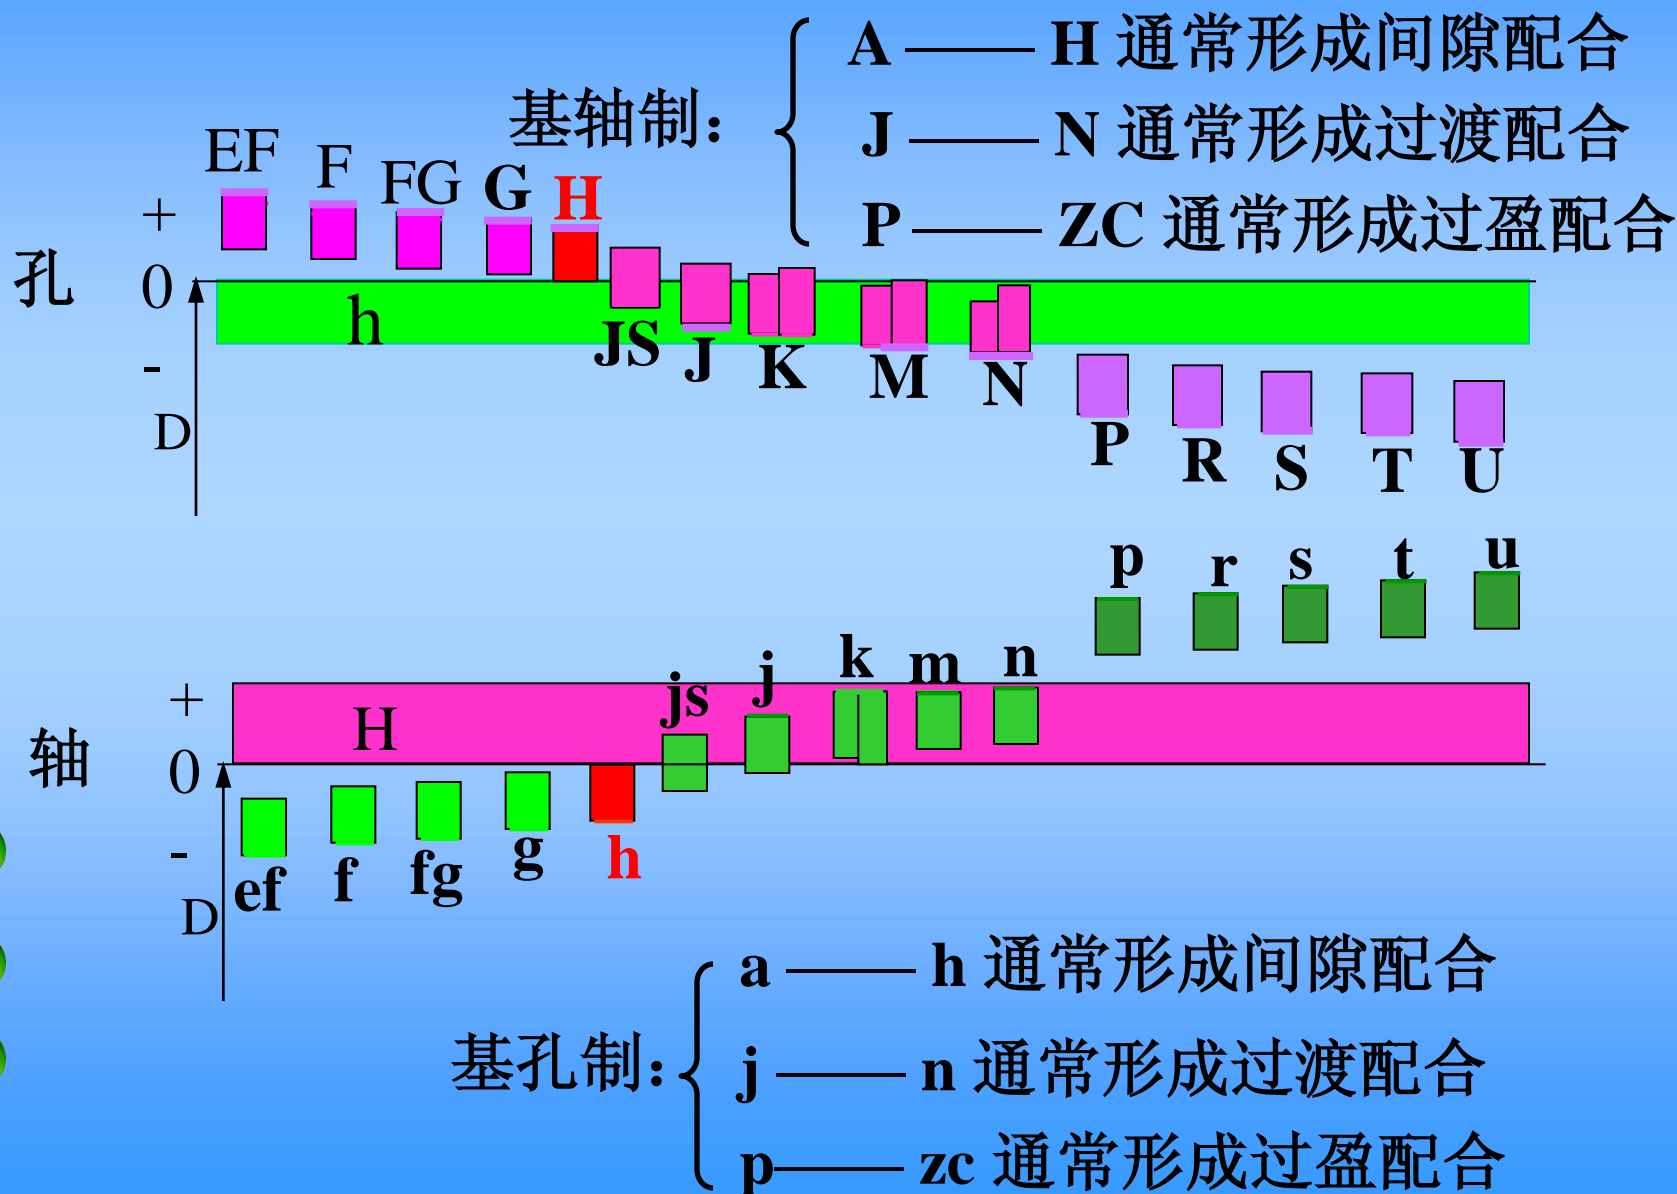 基轴制：
A —— H 通常形成间隙配合
J —— N 通常形成过渡配合
P —— ZC 通常形成过盈配合
EF F FG G H
+
孔 0
h
JS J K M N
-
P R S T U
D
p r s t u
js j k m n
+
H
轴 0
-
ef f fg g h
D
基孔制：
a —— h 通常形成间隙配合
j —— n 通常形成过渡配合
p —— zc 通常形成过盈配合